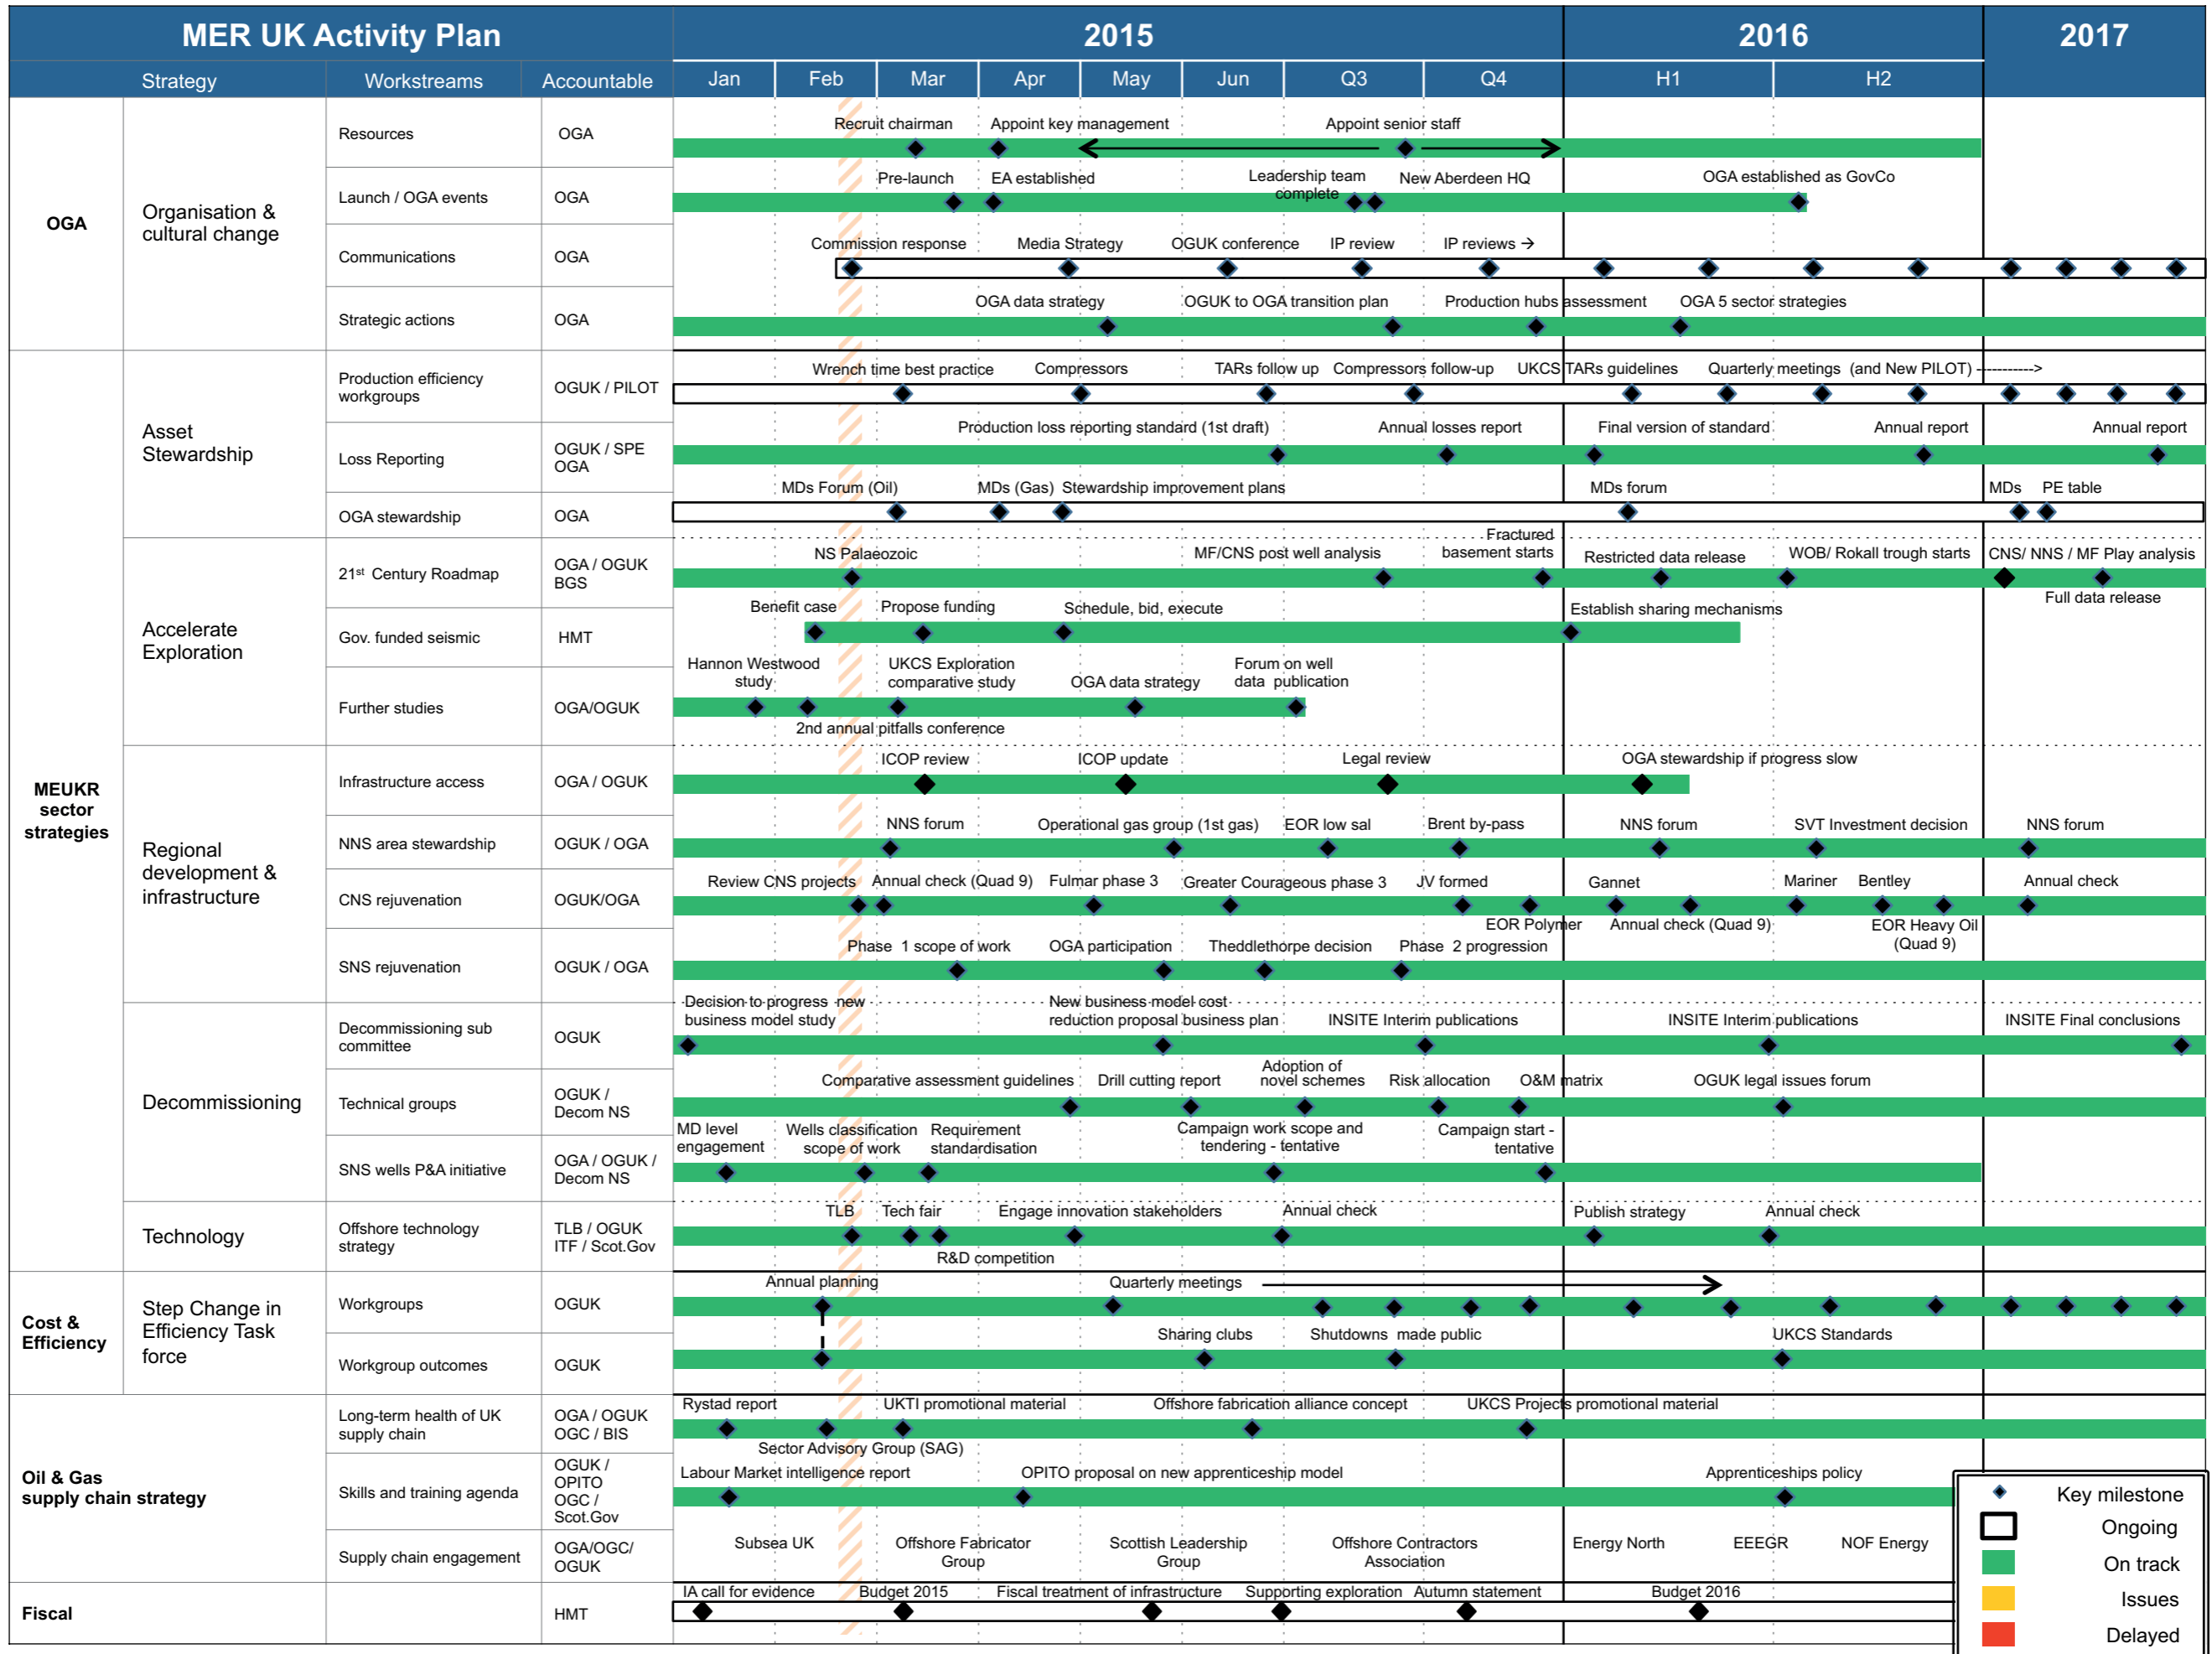 MER UK Activity Plan
2015
2016
2017
Strategy
Workstreams
Accountable
Jan
Feb
Mar
Apr
May
Jun
Q3
Q4
H1
H2
OGA
Organisation &
cultural change
Resources
OGA
Recruit chairman
Appoint key management
Appoint senior staff
Launch / OGA events
OGA
Pre-launch
EA established
Leadership team
complete
New Aberdeen HQ
OGA established as GovCo
Communications
OGA
Commission response
Media Strategy
OGUK conference
IP review
IP reviews →
Strategic actions
OGA
OGA data strategy
OGUK to OGA transition plan
Production hubs assessment
OGA 5 sector strategies
MEUKR
sector
strategies
Asset
Stewardship
Production efficiency
workgroups
OGUK / PILOT
Wrench time best practice
Compressors
TARs follow up
Compressors follow-up
UKCS TARs guidelines
Quarterly meetings (and New PILOT) ----------->
Loss Reporting
OGUK / SPE
OGA
Production loss reporting standard (1st draft)
Annual losses report
Final version of standard
Annual report
Annual report
OGA stewardship
OGA
MDs Forum (Oil)
MDs (Gas)
Stewardship improvement plans
MDs forum
MDs
PE table
Accelerate
Exploration
21st Century Roadmap
OGA / OGUK
BGS
NS Palaeozoic
MF/CNS post well analysis
Fractured
basement starts
Restricted data release
WOB/ Rokall trough starts
CNS/ NNS / MF Play analysis
Full data release
Gov. funded seismic
HMT
Benefit case
Propose funding
Schedule, bid, execute
Establish sharing mechanisms
Further studies
OGA/OGUK
Hannon Westwood
study
2nd annual pitfalls conference
UKCS Exploration
comparative study
OGA data strategy
Forum on well
data publication
Regional
development &
infrastructure
Infrastructure access
OGA / OGUK
ICOP review
ICOP update
Legal review
OGA stewardship if progress slow
NNS area stewardship
OGUK / OGA
NNS forum
Operational gas group (1st gas)
EOR low sal
Brent by-pass
NNS forum
SVT Investment decision
NNS forum
CNS rejuvenation
OGUK/OGA
Review CNS projects
Annual check (Quad 9)
Fulmar phase 3
Greater Courageous phase 3
JV formed
EOR Polymer
Gannet
Annual check (Quad 9)
Mariner
Bentley
EOR Heavy Oil
(Quad 9)
Annual check
SNS rejuvenation
OGUK / OGA
Phase 1 scope of work
OGA participation
Theddlethorpe decision
Phase 2 progression
Decommissioning
Decommissioning sub
committee
OGUK
Decision to progress new
business model study
New business model cost
reduction proposal business plan
INSITE Interim publications
INSITE Interim publications
INSITE Final conclusions
Technical groups
OGUK /
Decom NS
Comparative assessment guidelines
Drill cutting report
Adoption of
novel schemes
Risk allocation
O&M matrix
OGUK legal issues forum
SNS wells P&A initiative
OGA / OGUK /
Decom NS
MD level
engagement
Wells classification
scope of work
Requirement
standardisation
Campaign work scope and
tendering - tentative
Campaign start -
tentative
Technology
Offshore technology
strategy
TLB / OGUK
ITF / Scot.Gov
TLB
Tech fair
R&D competition
Engage innovation stakeholders
Annual check
Publish strategy
Annual check
Cost &
Efficiency
Step Change in
Efficiency Task
force
Workgroups
OGUK
Annual planning
Quarterly meetings
Workgroup outcomes
OGUK
Sharing clubs
Shutdowns made public
UKCS Standards
Oil & Gas
supply chain strategy
Long-term health of UK
supply chain
OGA / OGUK
OGC / BIS
Rystad report
Sector Advisory Group (SAG)
UKTI promotional material
Offshore fabrication alliance concept
UKCS Projects promotional material
Skills and training agenda
OGUK /
OPITO
OGC /
Scot.Gov
Labour Market intelligence report
OPITO proposal on new apprenticeship model
Apprenticeships policy
Supply chain engagement
OGA/OGC/
OGUK
Subsea UK
Offshore Fabricator
Group
Scottish Leadership
Group
Offshore Contractors
Association
Energy North
EEEGR
NOF Energy
Fiscal
HMT
IA call for evidence
Budget 2015
Fiscal treatment of infrastructure
Supporting exploration
Autumn statement
Budget 2016
Key milestone
Ongoing
On track
Issues
Delayed